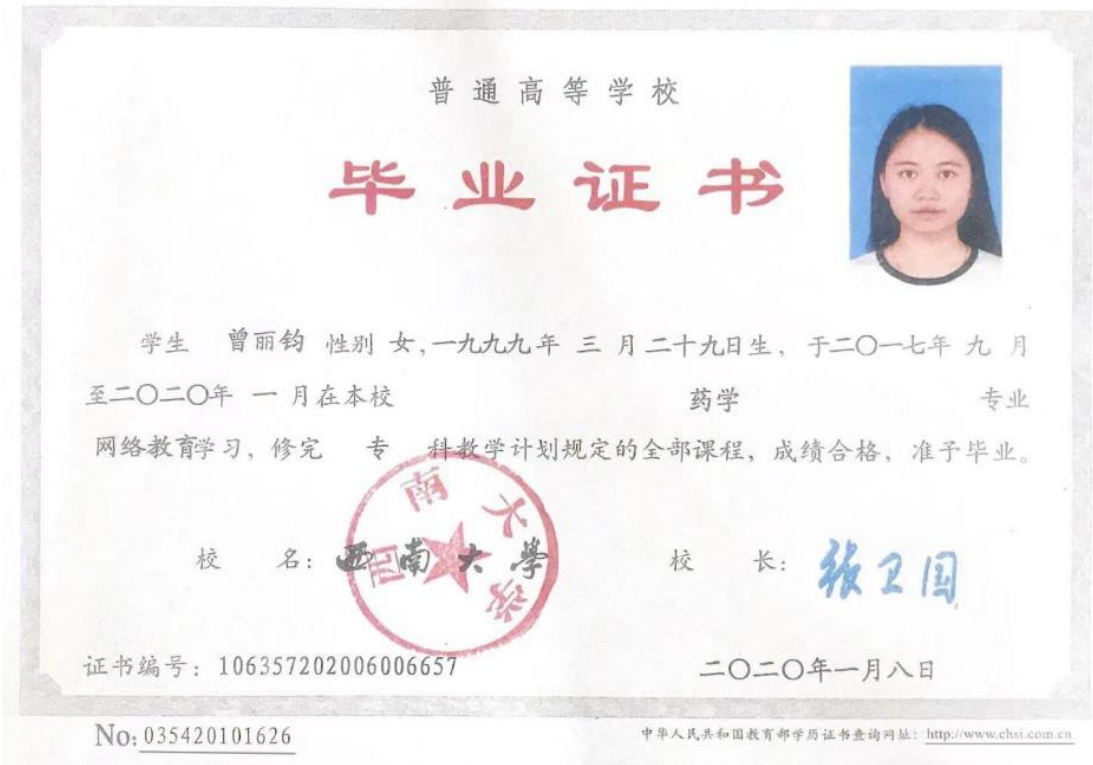 普通高等学校
毕业证书
学生 曾丽钧 性别 女，一九九九年 三 月二十九日生，于二〇一七年 九 月
至二〇二〇年 一 月在本校 药学 专业
网络教育学习，修完 专 科教学计划规定的全部课程，成绩合格，准予毕业。
校 名：西南大學 校 长：张卫国
西南大学
证书编号：106357202006006657 二〇二〇年一月八日
No: 035420101626 中华人民共和国教育部学历证书查询网址：http://www.chsi.com.cn